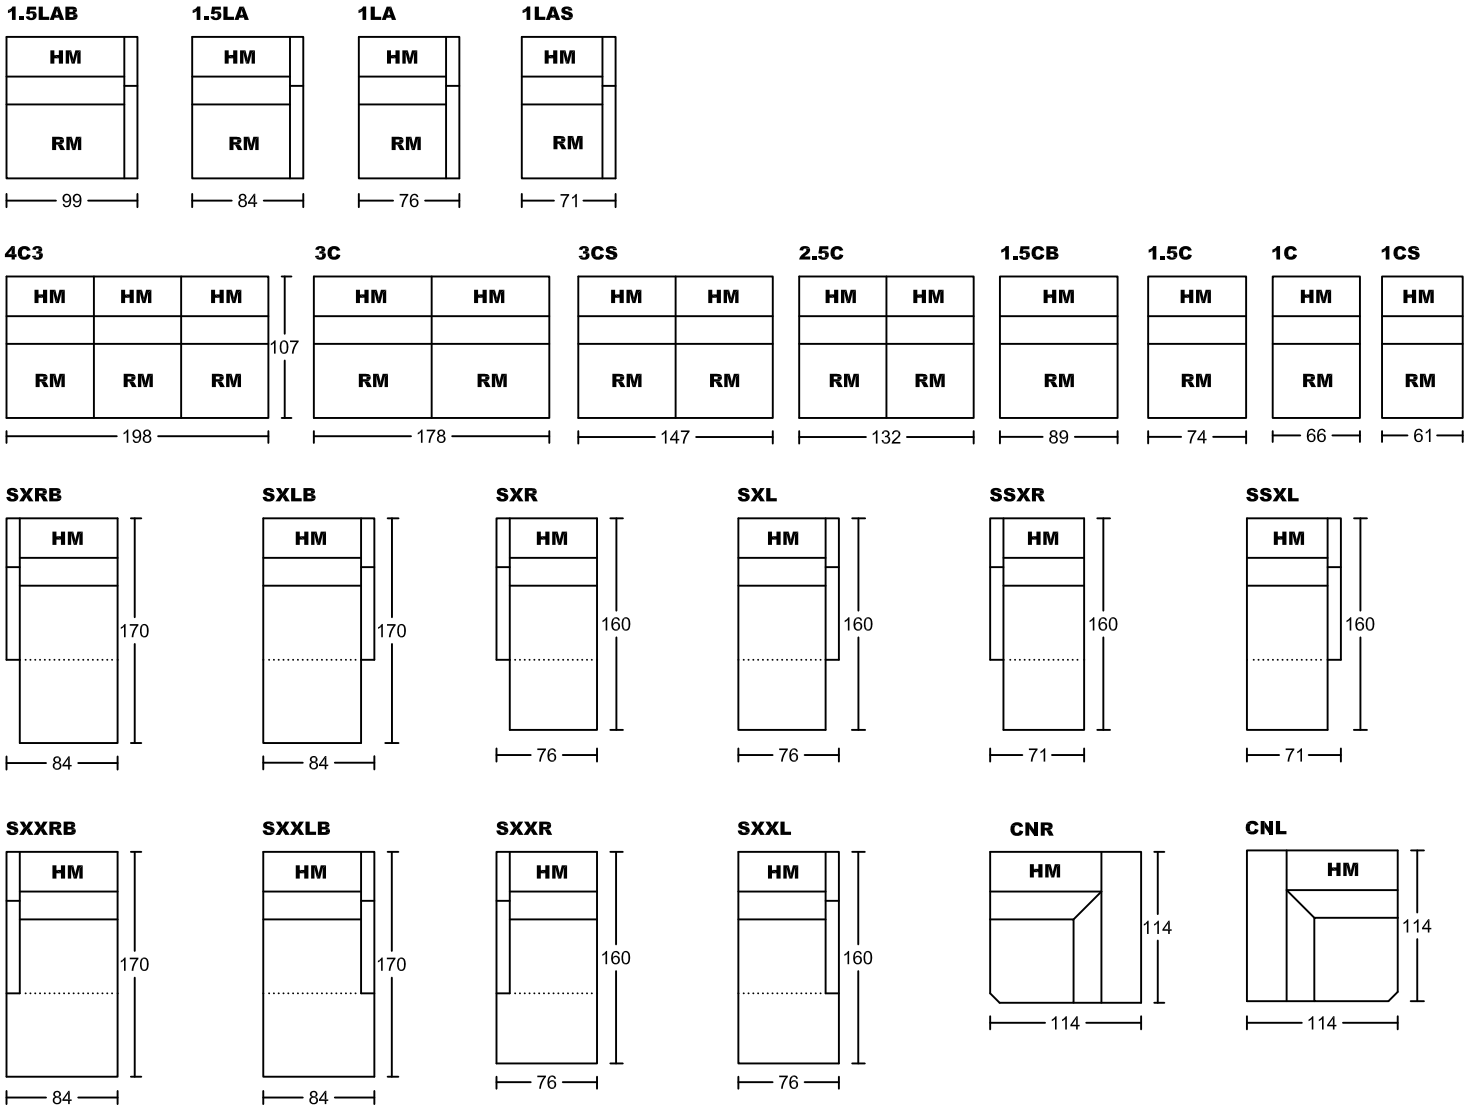 1.5LAB 1.5LA 1LA 1LAS
HM HM HM HM
RM RM RM RM
99 84 76 71
4C3 3C 3CS 2.5C 1.5CB 1.5C 1C 1CS
HM HM HM HM HM HM HM HM HM HM HM HM HM HM
107
RM RM RM RM RM RM RM RM RM RM RM RM RM RM
198 178 147 132 89 74 66 61
SXRB SXLB SXR SXL SSXR SSXL
HM HM HM HM HM HM
170 170 160 160 160 160
84 84 76 76 71 71
SXXRB SXXLB SXXR SXXL CNR CNL
HM HM HM HM HM HM
170 170 160 160 114 114
84 84 76 76 114 114